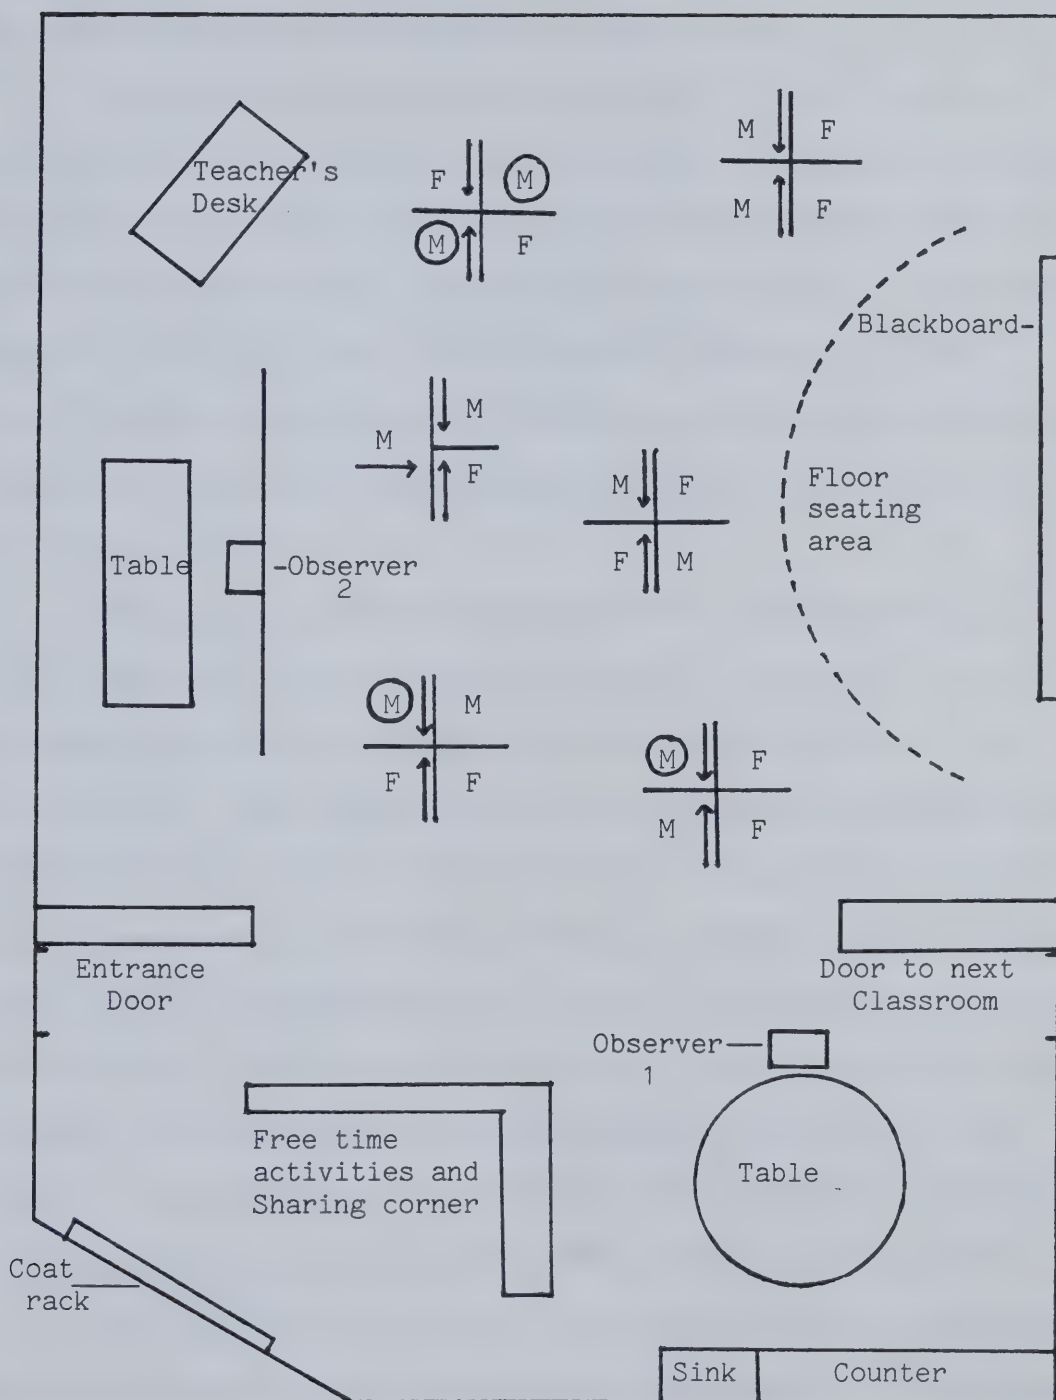 M F
Teacher's
F M
Desk
M F
M F
Blackboard-
M
M
F
Floor
M F
seating
area
Table
-Observer
F M
2
M M
M F
F F
M F
Entrance
Door
Door to next
Classroom
Observer
1
Free time
activities and
Sharing corner
Table
Coat
rack
Sink
Counter